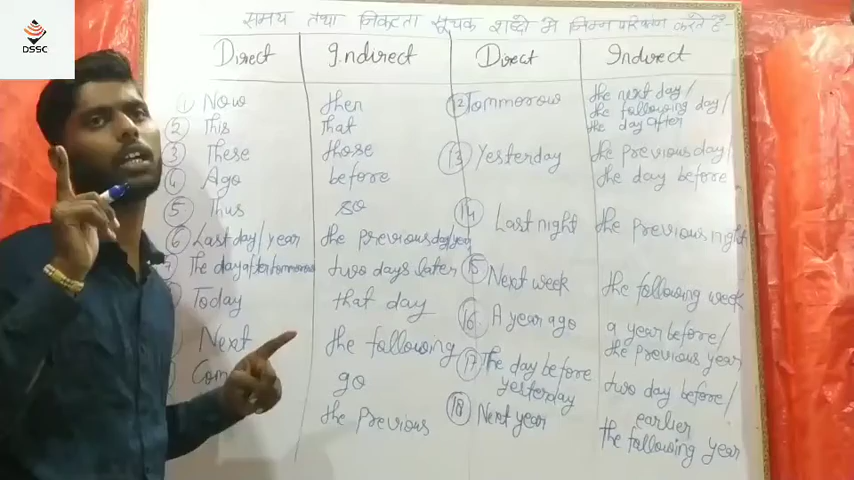 DSSC
समय तथा निकटता सूचक शब्दो मे निम्न परिवर्तन करते है
Direct Indirect Direct Indirect
1 Now then
2 This That
3 These those
4 Ago before
5 Thus so
6 Last day/year the previous day/year
7 The day after tommorow two days later
Today that day
Next the following
Com go
the previous
12 Tommorow the next day/
the following day/
the day after
13 Yesterday the previous day/
the day before
14 Last night the previous night
15 Next week the following week
16 A year ago a year before/
the previous year
17 The day before
yesterday two day before/
earlier
18 Next year the following year